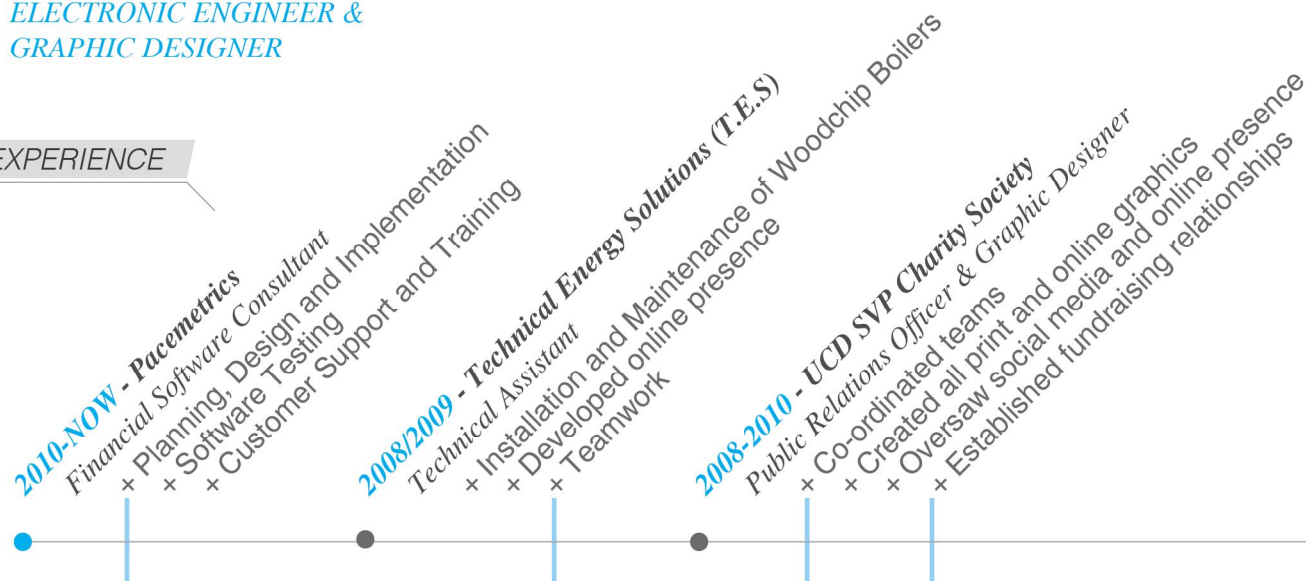 ELECTRONIC ENGINEER &
GRAPHIC DESIGNER
EXPERIENCE
2010-NOW - Pacemetrics
Financial Software Consultant
+ Planning, Design and Implementation
+ Software Testing
+ Customer Support and Training
2008/2009 - Technical Energy Solutions (T.E.S)
Technical Assistant
+ Installation and Maintenance of Woodchip Boilers
+ Developed online presence
+ Teamwork
2008-2010 - UCD SVP Charity Society
Public Relations Officer & Graphic Designer
+ Co-ordinated teams
+ Created all print and online graphics
+ Oversaw social media and online presence
+ Established fundraising relationships